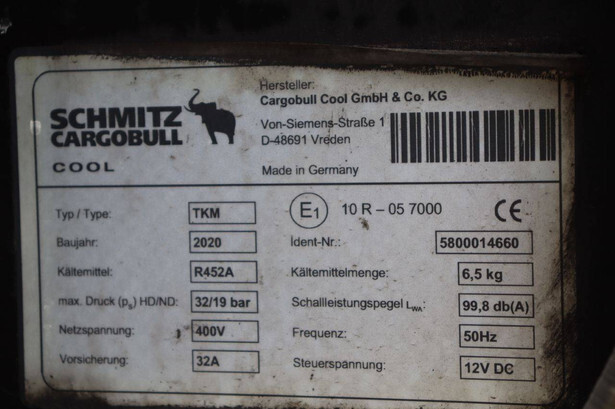 SCHMITZ
CARGOBULL
COOL
Hersteller:
Cargobull Cool GmbH & Co. KG
Von-Siemens-Straße 1
D-48691 Vreden
Made in Germany
Typ / Type: TKM
E1 10 R – 05 7000 CE
Baujahr: 2020
Ident-Nr.: 5800014660
Kältemittel: R452A
Kältemittelmenge: 6,5 kg
max. Druck (ps) HD/ND: 32/19 bar
Schallleistungspegel LWA: 99,8 db(A)
Netzspannung: 400V
Frequenz: 50Hz
Vorsicherung: 32A
Steuerspannung: 12V DC